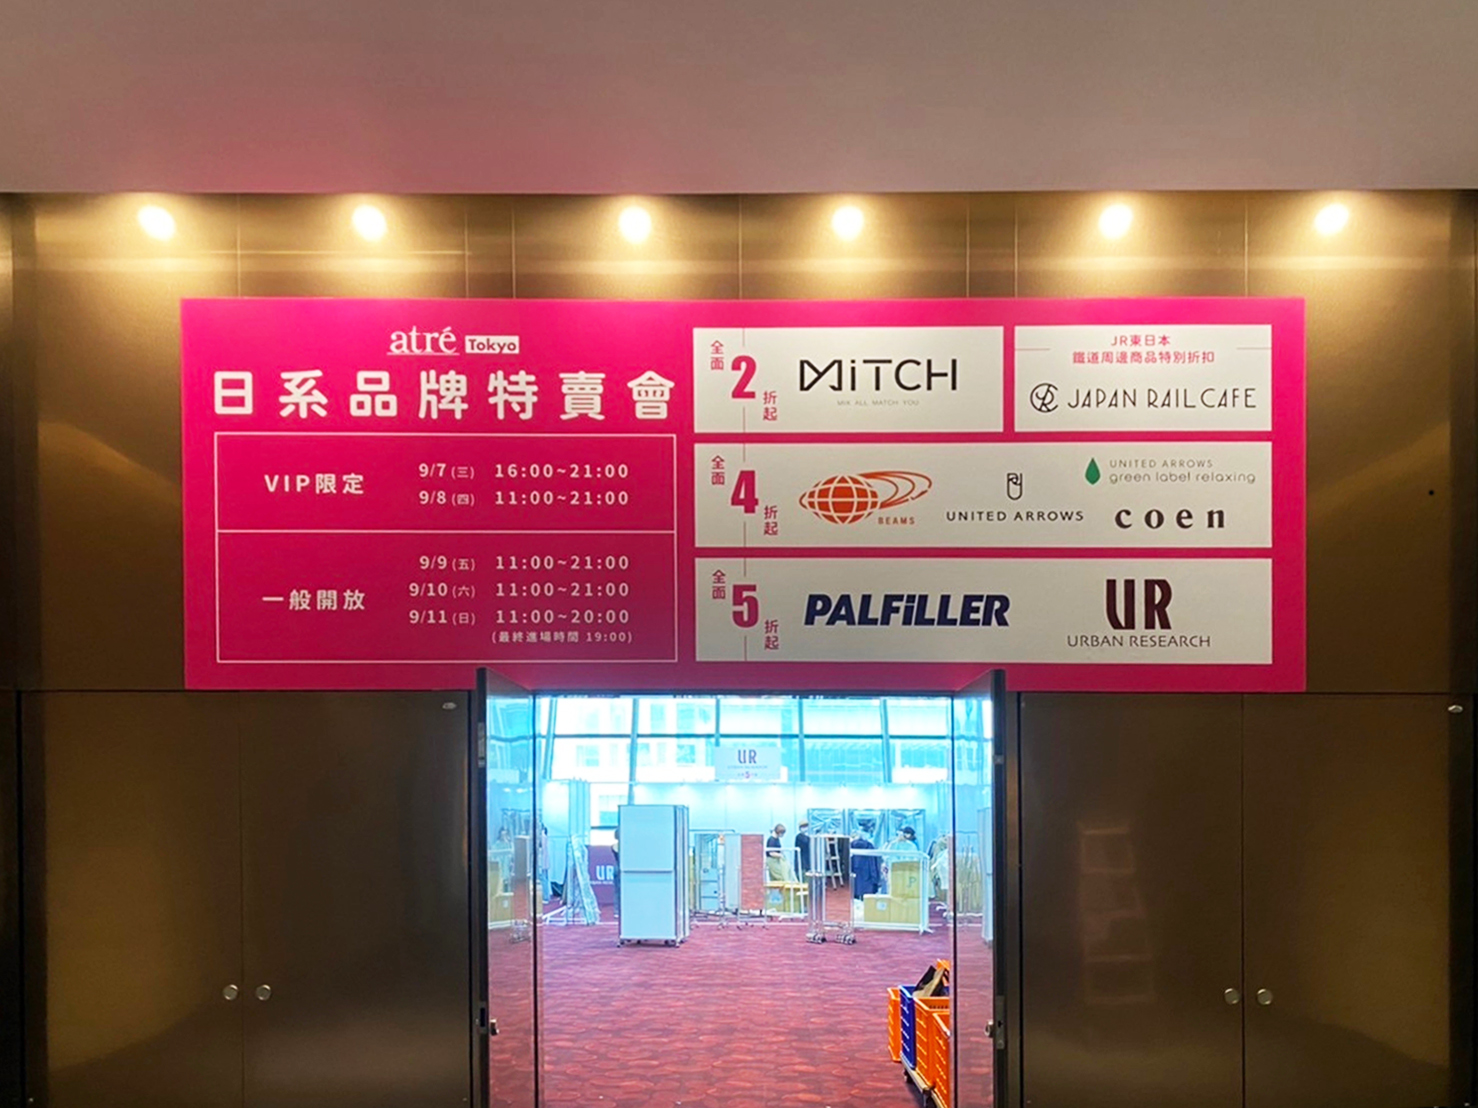 atré Tokyo
日系品牌特賣會
VIP限定
9/7 (三) 16:00~21:00
9/8 (四) 11:00~21:00
一般開放
9/9 (五) 11:00~21:00
9/10 (六) 11:00~21:00
9/11 (日) 11:00~20:00
(最終進場時間 19:00)
全面2折起
MiTCH
MIX ALL MATCH YOU
JR東日本
鐵道周邊商品特別折扣
JAPAN RAIL CAFE
全面4折起
BEAMS
UNITED ARROWS
UNITED ARROWS
green label relaxing
coen
全面5折起
PALFiLLER
UR
URBAN RESEARCH
UR
UR